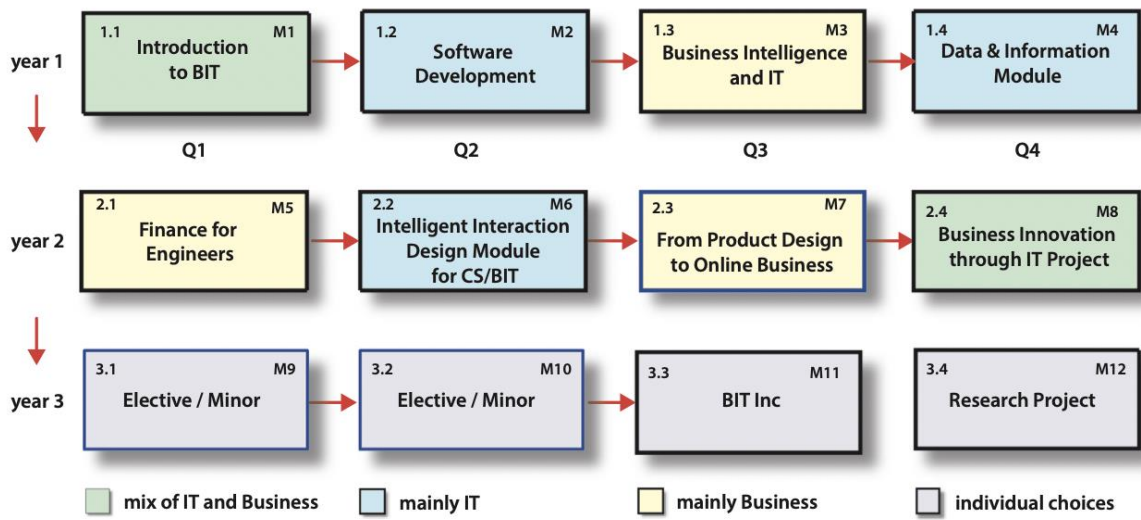 1.1 M1 1.2 M2 1.3 M3 1.4 M4
year 1
Introduction
to BIT
Software
Development
Business Intelligence
and IT
Data & Information
Module
Q1 Q2 Q3 Q4
2.1 M5 2.2 M6 2.3 M7 2.4 M8
year 2
Finance for
Engineers
Intelligent Interaction
Design Module
for CS/BIT
From Product Design
to Online Business
Business Innovation
through IT Project
3.1 M9 3.2 M10 3.3 M11 3.4 M12
year 3
Elective / Minor
Elective / Minor
BIT Inc
Research Project
mix of IT and Business
mainly IT
mainly Business
individual choices